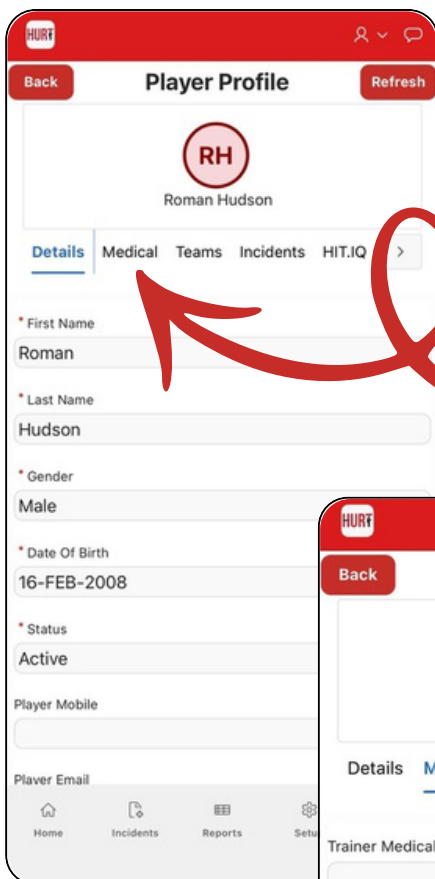 HURT
Back Player Profile Refresh
RH
Roman Hudson
Details Medical Teams Incidents HIT.IQ >
* First Name
Roman
* Last Name
Hudson
* Gender
Male
* Date Of Birth
16-FEB-2008
* Status
Active
Player Mobile
Player Email
Home Incidents Reports Setu
HURT
Back
Details M
Trainer Medical